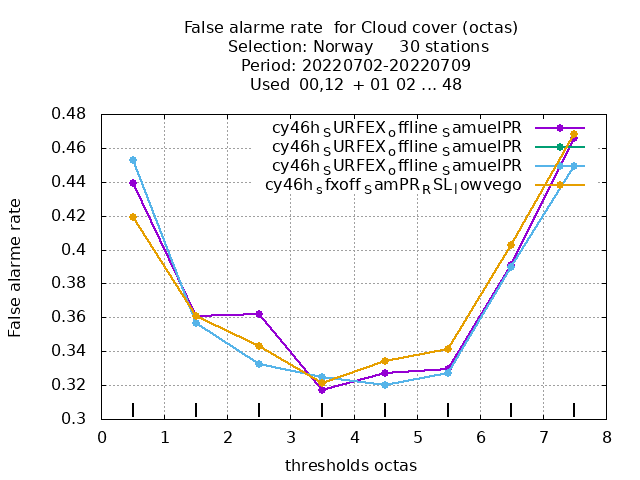 False alarme rate  for Cloud cover (octas)
Selection: Norway     30 stations
Period: 20220702-20220709
Used  00,12  + 01 02 ... 48
cy46h_SURFEX_offline_SamuelPR
cy46h_SURFEX_offline_SamuelPR
cy46h_SURFEX_offline_SamuelPR
cy46h_sfxoff_SamPR_RSL_lowvego
0.48
0.46
0.44
0.42
0.4
0.38
0.36
0.34
0.32
0.3
False alarme rate
0 1 2 3 4 5 6 7 8
thresholds octas